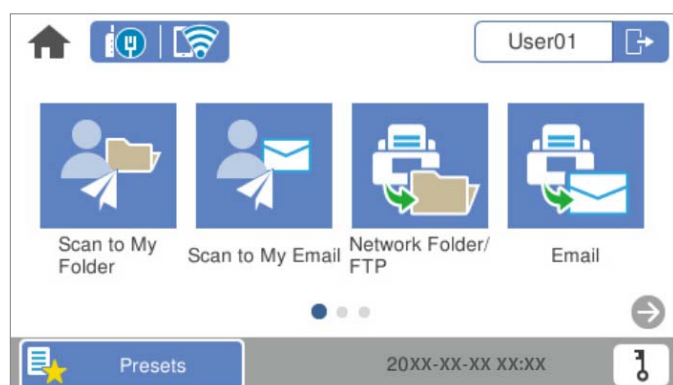 User01
Scan to My
Folder
Scan to My Email
Network Folder/
FTP
Email
Presets
20XX-XX-XX XX:XX